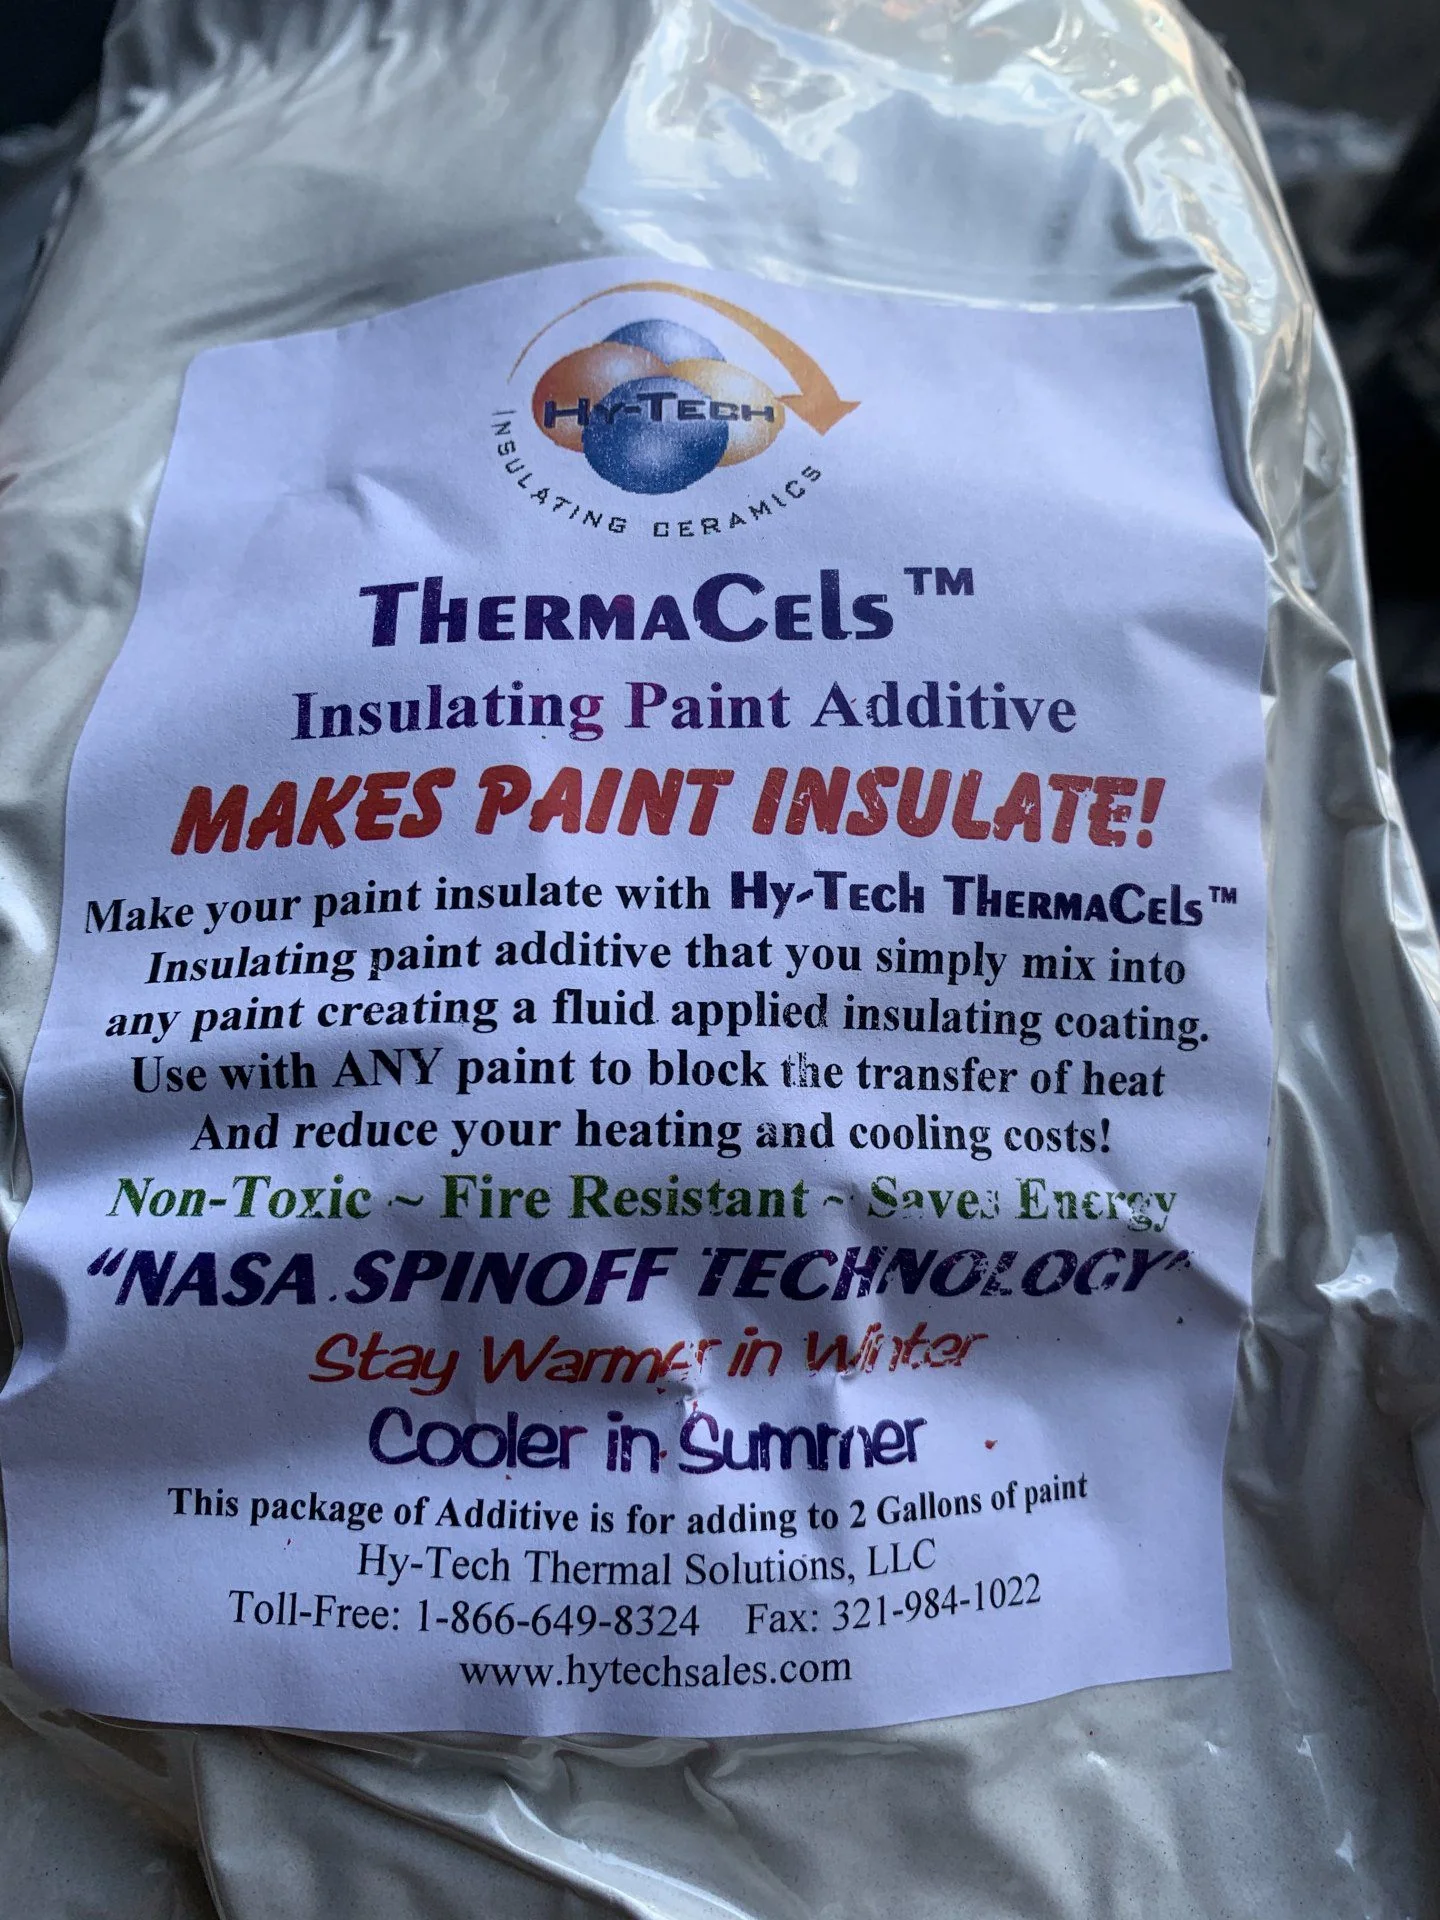 Hy-Tech
INSULATING CERAMICS
ThermaCels™
Insulating Paint Additive
MAKES PAINT INSULATE!
Make your paint insulate with Hy-Tech ThermaCels™
Insulating paint additive that you simply mix into
any paint creating a fluid applied insulating coating.
Use with ANY paint to block the transfer of heat
And reduce your heating and cooling costs!
Non-Toxic ~ Fire Resistant ~ Saves Energy
“NASA SPINOFF TECHNOLOGY”
Stay Warmer in Winter
Cooler in Summer
This package of Additive is for adding to 2 Gallons of paint
Hy-Tech Thermal Solutions, LLC
Toll-Free: 1-866-649-8324 Fax: 321-984-1022
www.hytechsales.com